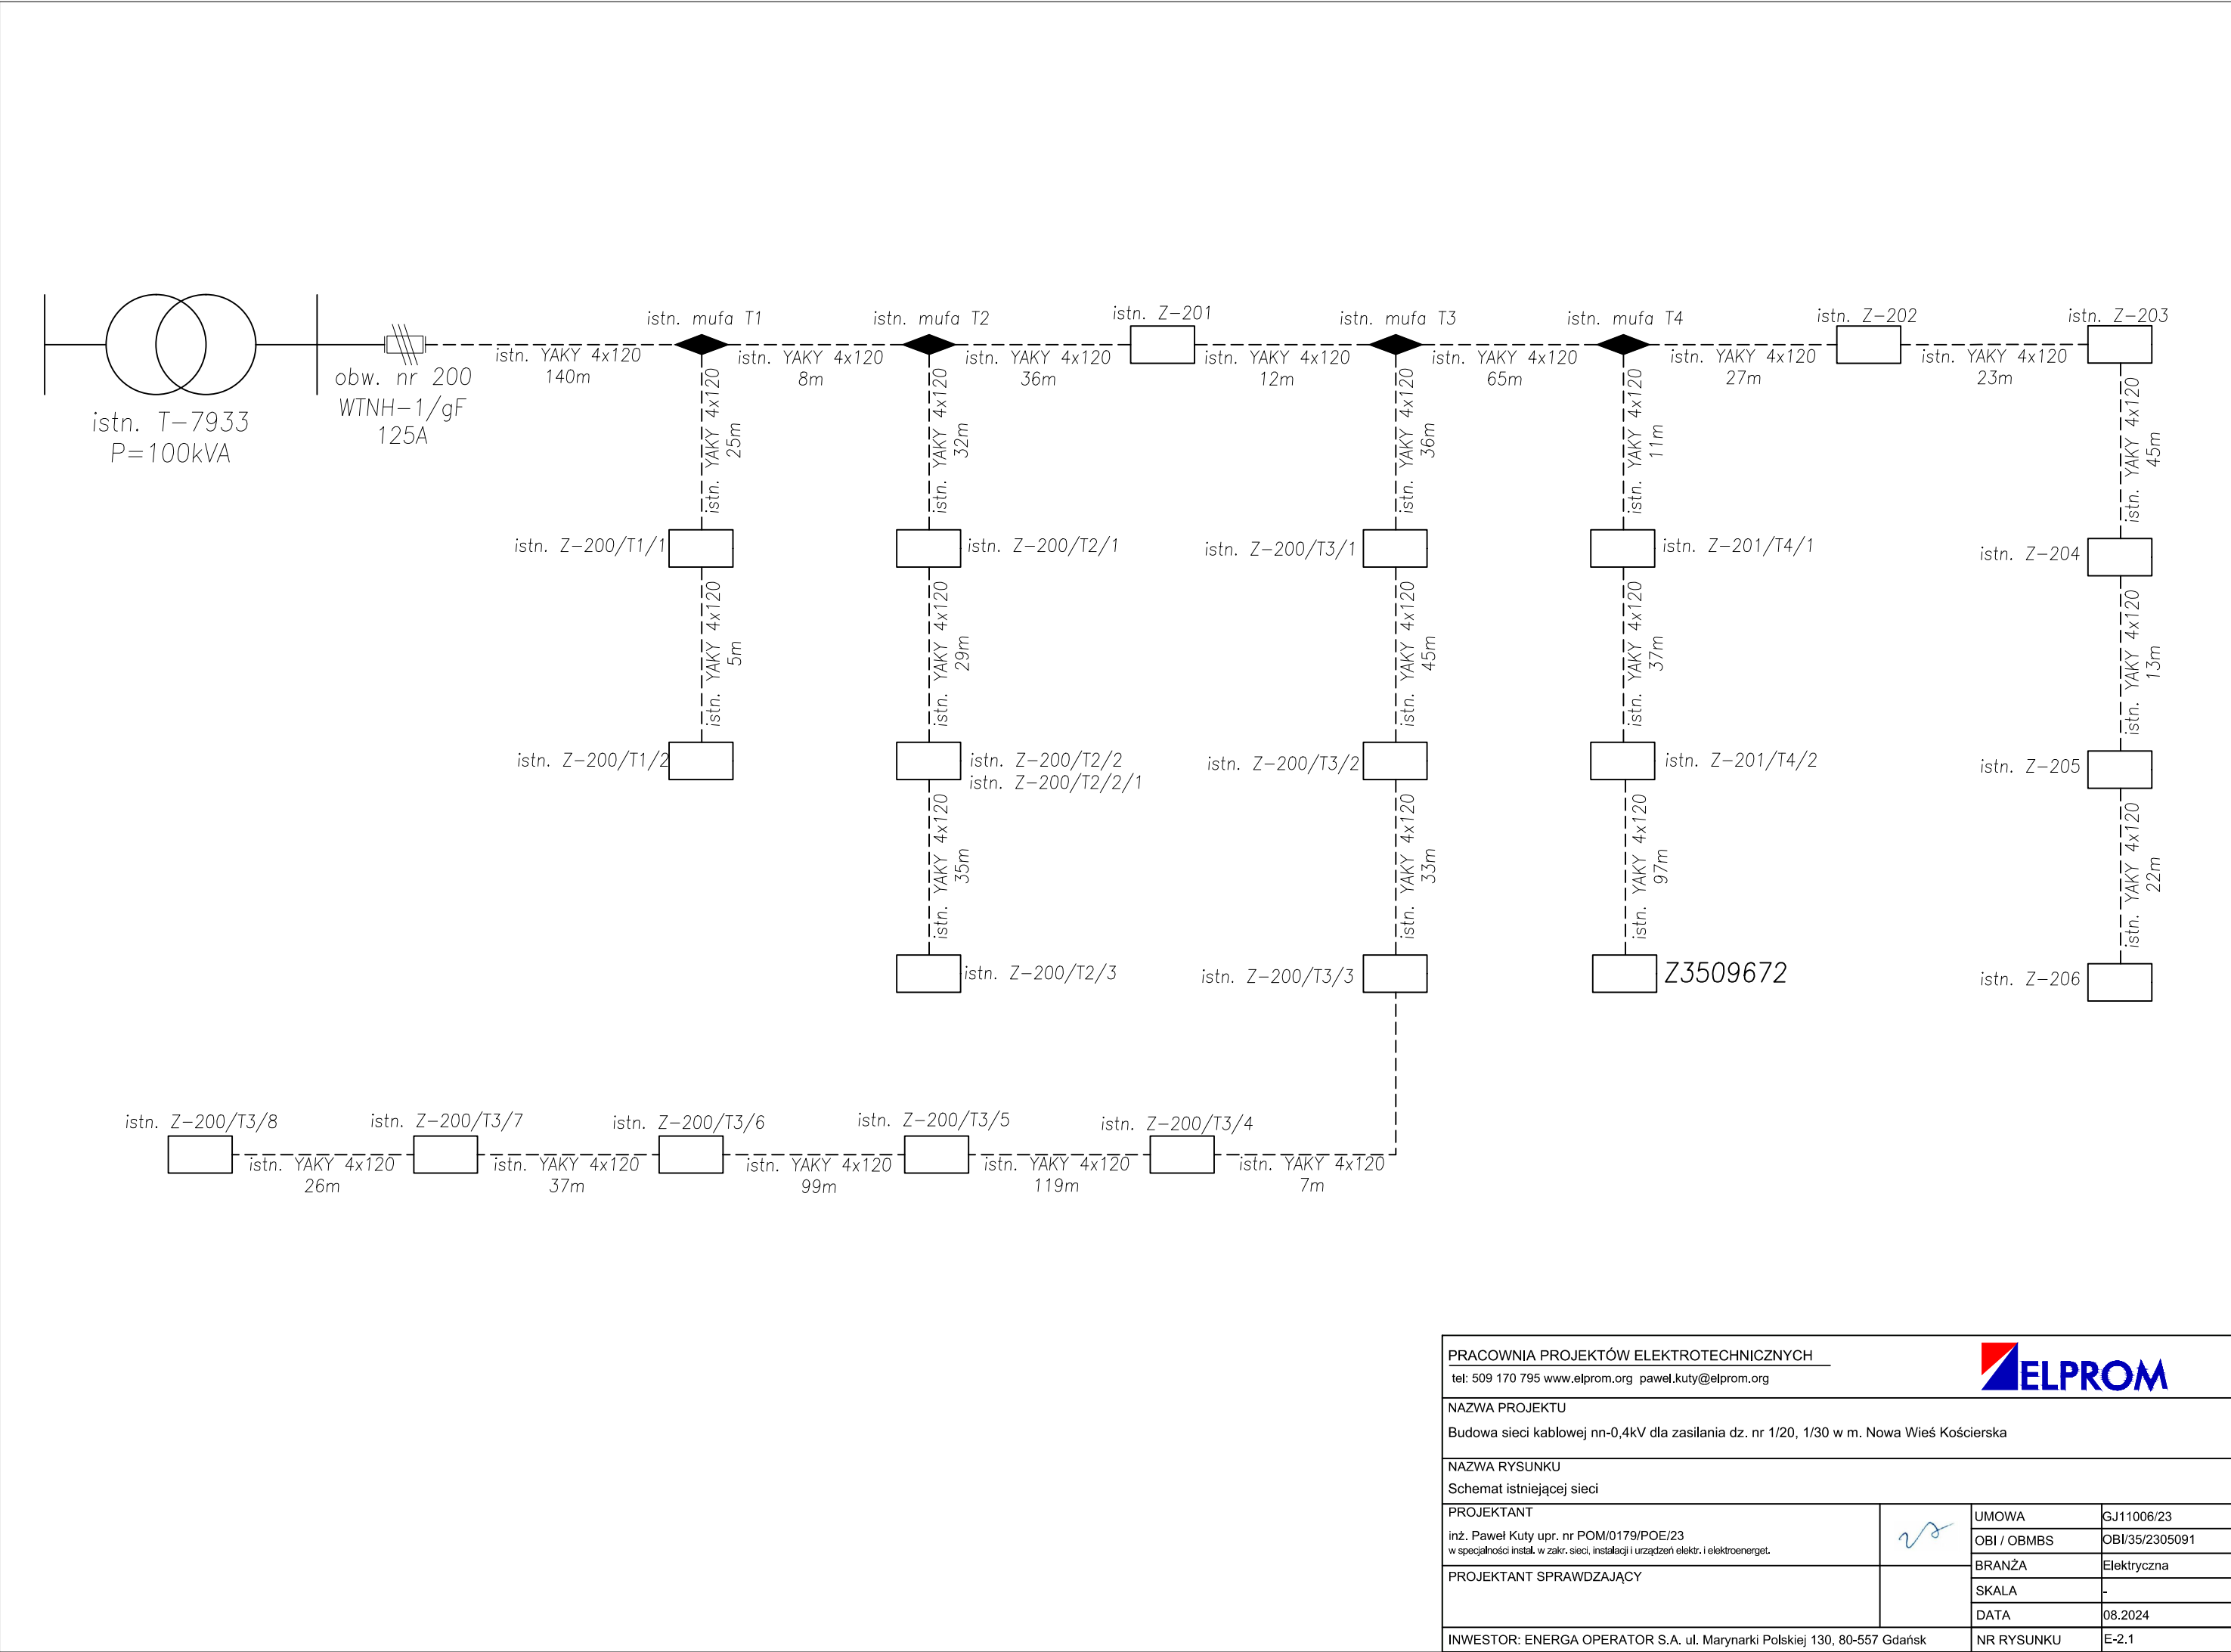 istn. T-7933
P=100kVA
obw. nr 200
WTNH-1/gF
125A
istn. YAKY 4x120
140m
istn. mufa T1
istn. YAKY 4x120
8m
istn. mufa T2
istn. YAKY 4x120
36m
istn. Z-201
istn. YAKY 4x120
12m
istn. mufa T3
istn. YAKY 4x120
65m
istn. mufa T4
istn. YAKY 4x120
27m
istn. Z-202
istn. YAKY 4x120
23m
istn. Z-203
istn. YAKY 4x120
25m
istn. Z-200/T1/1
istn. YAKY 4x120
5m
istn. Z-200/T1/2
istn. YAKY 4x120
32m
istn. Z-200/T2/1
istn. YAKY 4x120
29m
istn. Z-200/T2/2
istn. Z-200/T2/2/1
istn. YAKY 4x120
35m
istn. Z-200/T2/3
istn. YAKY 4x120
36m
istn. Z-200/T3/1
istn. YAKY 4x120
45m
istn. Z-200/T3/2
istn. YAKY 4x120
33m
istn. Z-200/T3/3
istn. YAKY 4x120
11m
istn. Z-201/T4/1
istn. YAKY 4x120
37m
istn. Z-201/T4/2
istn. YAKY 4x120
97m
Z3509672
istn. YAKY 4x120
45m
istn. Z-204
istn. YAKY 4x120
13m
istn. Z-205
istn. YAKY 4x120
22m
istn. Z-206
istn. Z-200/T3/8
istn. YAKY 4x120
26m
istn. Z-200/T3/7
istn. YAKY 4x120
37m
istn. Z-200/T3/6
istn. YAKY 4x120
99m
istn. Z-200/T3/5
istn. YAKY 4x120
119m
istn. Z-200/T3/4
istn. YAKY 4x120
7m
PRACOWNIA PROJEKTÓW ELEKTROTECHNICZNYCH
tel: 509 170 795 www.elprom.org pawel.kuty@elprom.org
ELPROM
NAZWA PROJEKTU
Budowa sieci kablowej nn-0,4kV dla zasilania dz. nr 1/20, 1/30 w m. Nowa Wieś Kościerska
NAZWA RYSUNKU
Schemat istniejącej sieci
PROJEKTANT
inż. Paweł Kuty upr. nr POM/0179/POE/23
w specjalności instal. w zakr. sieci, instalacji i urządzeń elektr. i elektroenerget.
PROJEKTANT SPRAWDZAJĄCY
UMOWA GJ11006/23
OBI / OBMBS OBI/35/2305091
BRANŻA Elektryczna
SKALA -
DATA 08.2024
INWESTOR: ENERGA OPERATOR S.A. ul. Marynarki Polskiej 130, 80-557 Gdańsk
NR RYSUNKU E-2.1